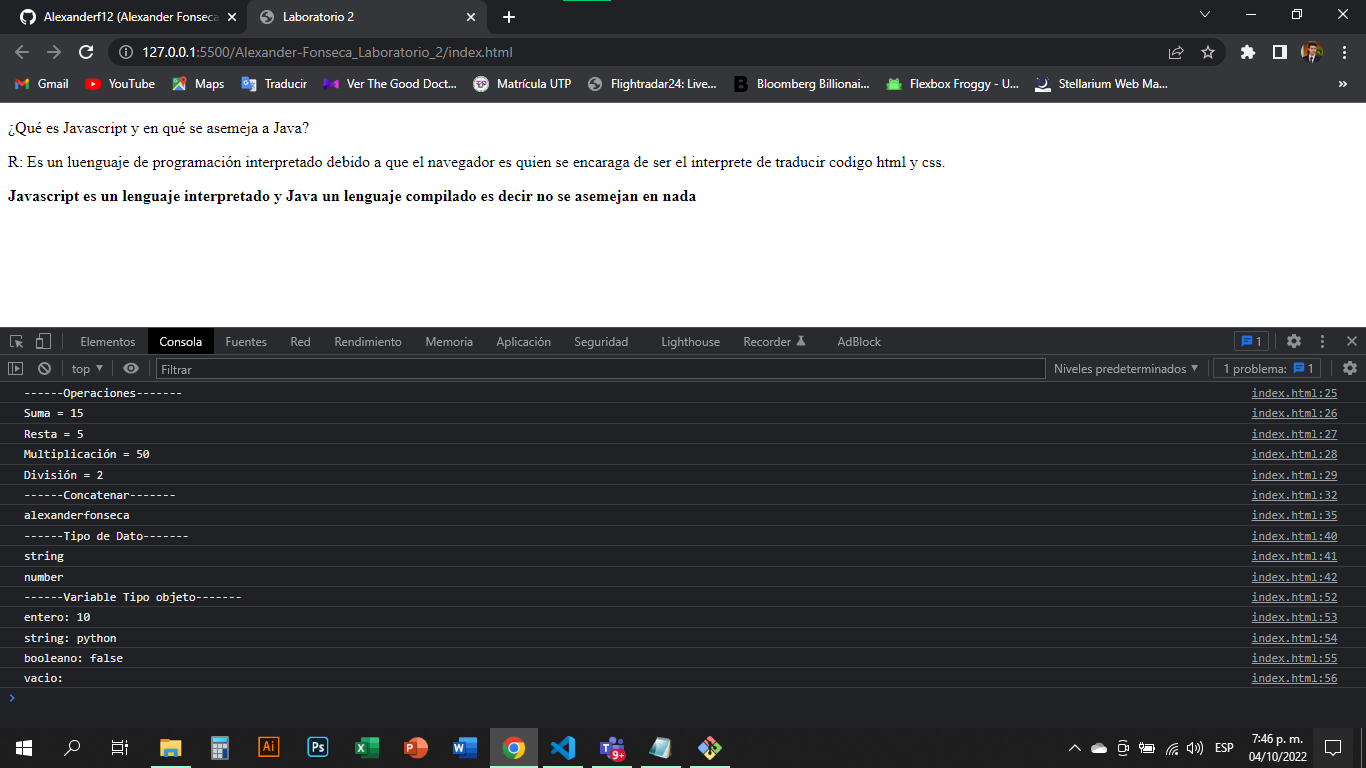 Alexanderf12 (Alexander Fonseca
Laboratorio 2
127.0.0.1:5500/Alexander-Fonseca_Laboratorio_2/index.html
Gmail YouTube Maps Traducir Ver The Good Doct... Matrícula UTP Flightradar24: Live... Bloomberg Billionai... Flexbox Froggy - U... Stellarium Web Ma... »
¿Qué es Javascript y en qué se asemeja a Java?
R: Es un luenguaje de programación interpretado debido a que el navegador es quien se encaraga de ser el interprete de traducir codigo html y css.
Javascript es un lenguaje interpretado y Java un lenguaje compilado es decir no se asemejan en nada
Elementos Consola Fuentes Red Rendimiento Memoria Aplicación Seguridad Lighthouse Recorder AdBlock 1
top Filtrar Niveles predeterminados 1 problema: 1
------Operaciones------- index.html:25
Suma = 15 index.html:26
Resta = 5 index.html:27
Multiplicación = 50 index.html:28
División = 2 index.html:29
------Concatenar------- index.html:32
alexanderfonseca index.html:35
------Tipo de Dato------- index.html:40
string index.html:41
number index.html:42
------Variable Tipo objeto------- index.html:52
entero: 10 index.html:53
string: python index.html:54
booleano: false index.html:55
vacio: index.html:56
>
Ai Ps X P W 9+ ESP 7:46 p. m.
04/10/2022